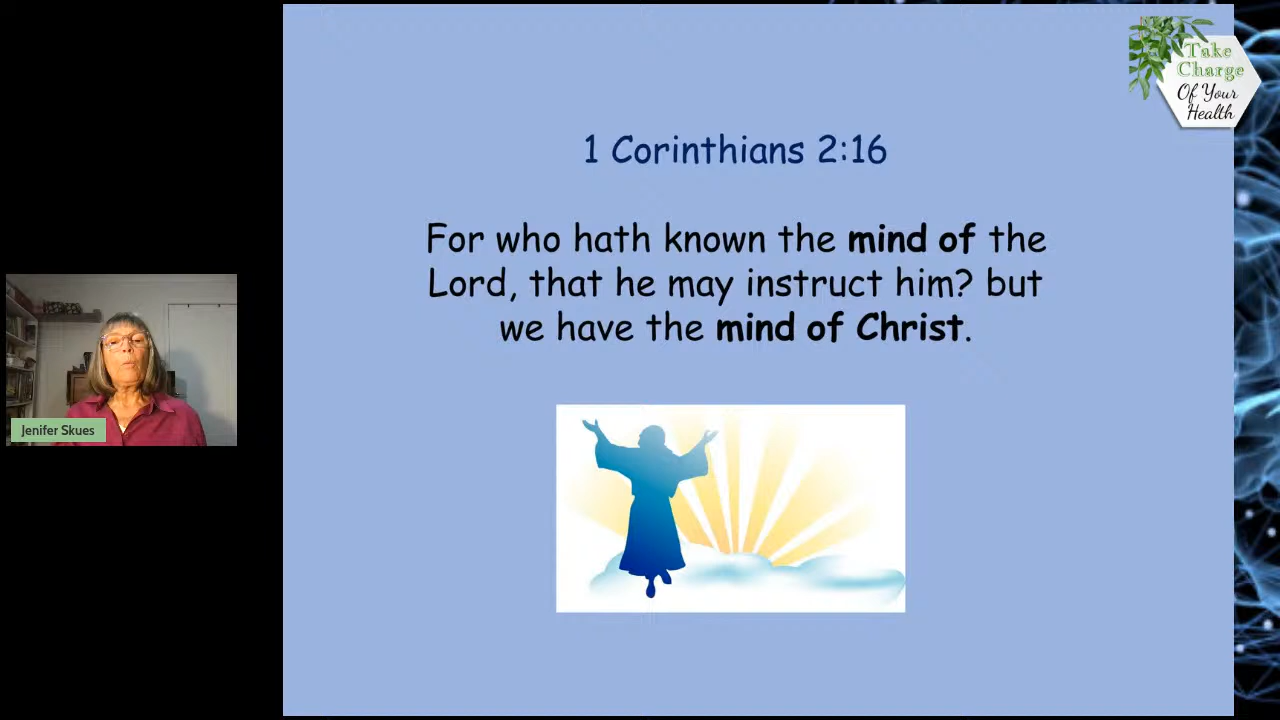 Take
Charge
Of Your
Health
1 Corinthians 2:16
For who hath known the mind of the
Lord, that he may instruct him? but
we have the mind of Christ.
Jenifer Skues